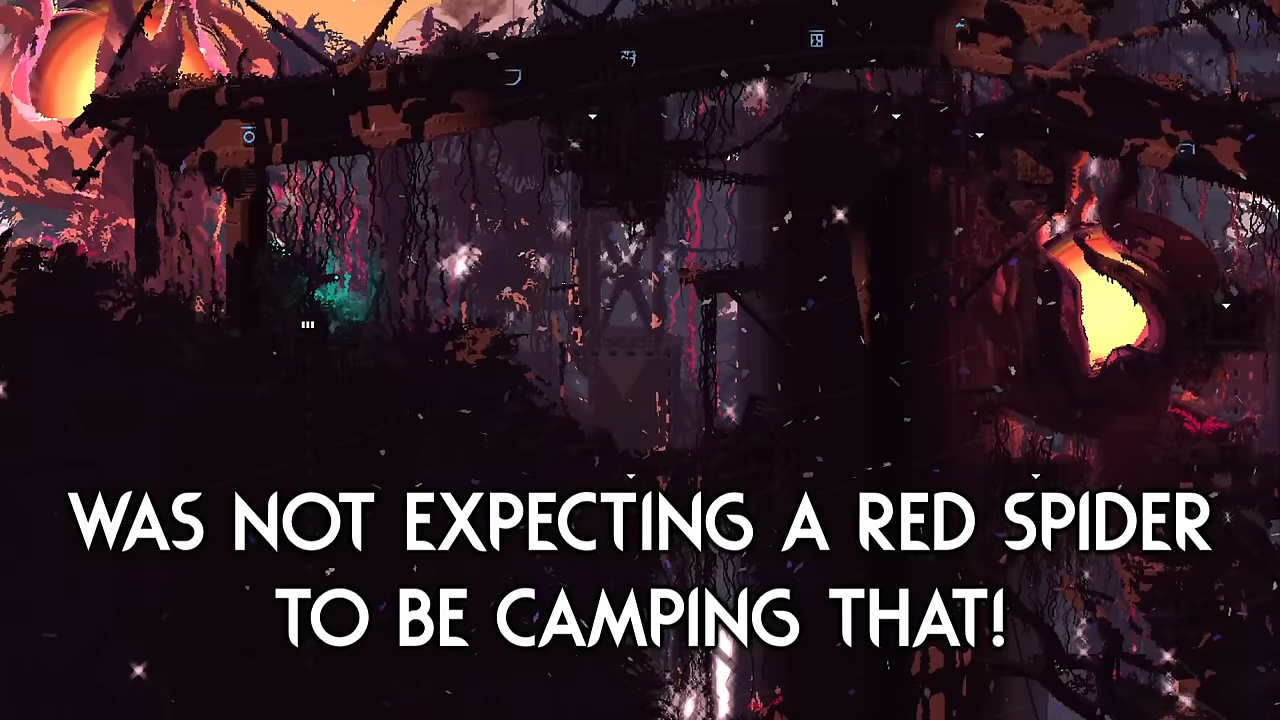 WAS NOT EXPECTING A RED SPIDER
TO BE CAMPING THAT!